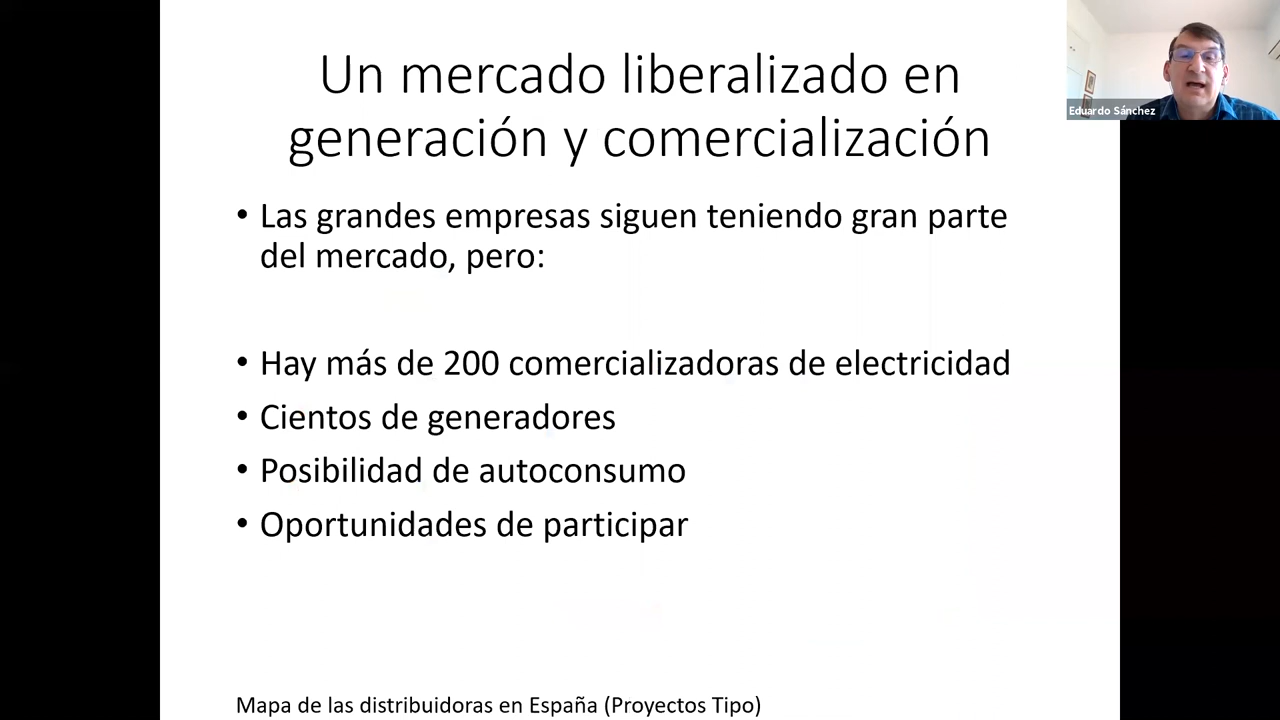 Un mercado liberalizado en
generación y comercialización
• Las grandes empresas siguen teniendo gran parte
del mercado, pero:
• Hay más de 200 comercializadoras de electricidad
• Cientos de generadores
• Posibilidad de autoconsumo
• Oportunidades de participar
Mapa de las distribuidoras en España (Proyectos Tipo)
Eduardo Sánchez